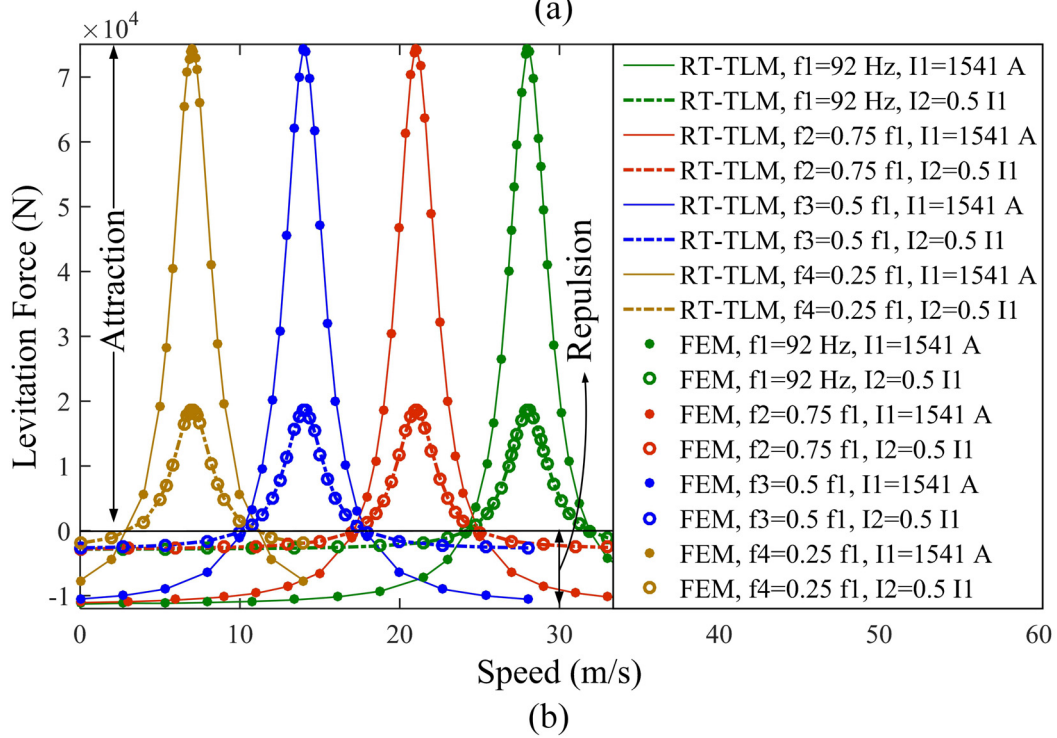 (a)
×10⁴
7
6
5
4
3
2
1
0
-1
Levitation Force (N)
Attraction
Repulsion
RT-TLM, f1=92 Hz, I1=1541 A
RT-TLM, f1=92 Hz, I2=0.5 I1
RT-TLM, f2=0.75 f1, I1=1541 A
RT-TLM, f2=0.75 f1, I2=0.5 I1
RT-TLM, f3=0.5 f1, I1=1541 A
RT-TLM, f3=0.5 f1, I2=0.5 I1
RT-TLM, f4=0.25 f1, I1=1541 A
RT-TLM, f4=0.25 f1, I2=0.5 I1
FEM, f1=92 Hz, I1=1541 A
FEM, f1=92 Hz, I2=0.5 I1
FEM, f2=0.75 f1, I1=1541 A
FEM, f2=0.75 f1, I2=0.5 I1
FEM, f3=0.5 f1, I1=1541 A
FEM, f3=0.5 f1, I2=0.5 I1
FEM, f4=0.25 f1, I1=1541 A
FEM, f4=0.25 f1, I2=0.5 I1
0 10 20 30 40 50 60
Speed (m/s)
(b)